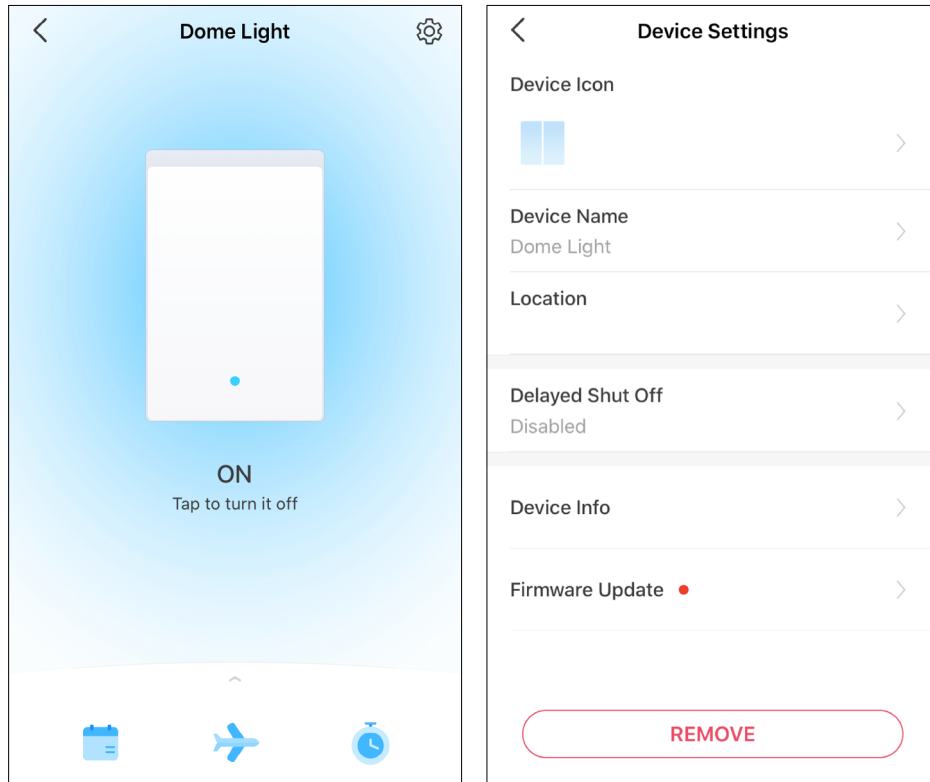 Dome Light
ON
Tap to turn it off
Device Settings
Device Icon
Device Name
Dome Light
Location
Delayed Shut Off
Disabled
Device Info
Firmware Update
REMOVE